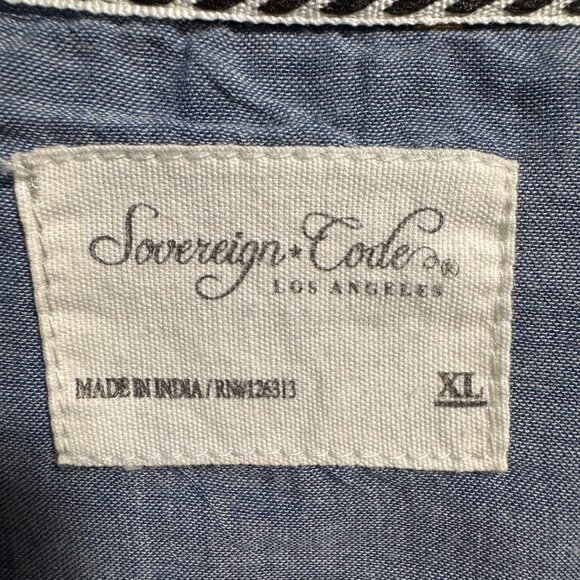 Sovereign Code®
LOS ANGELES
MADE IN INDIA / RN#126313
XL